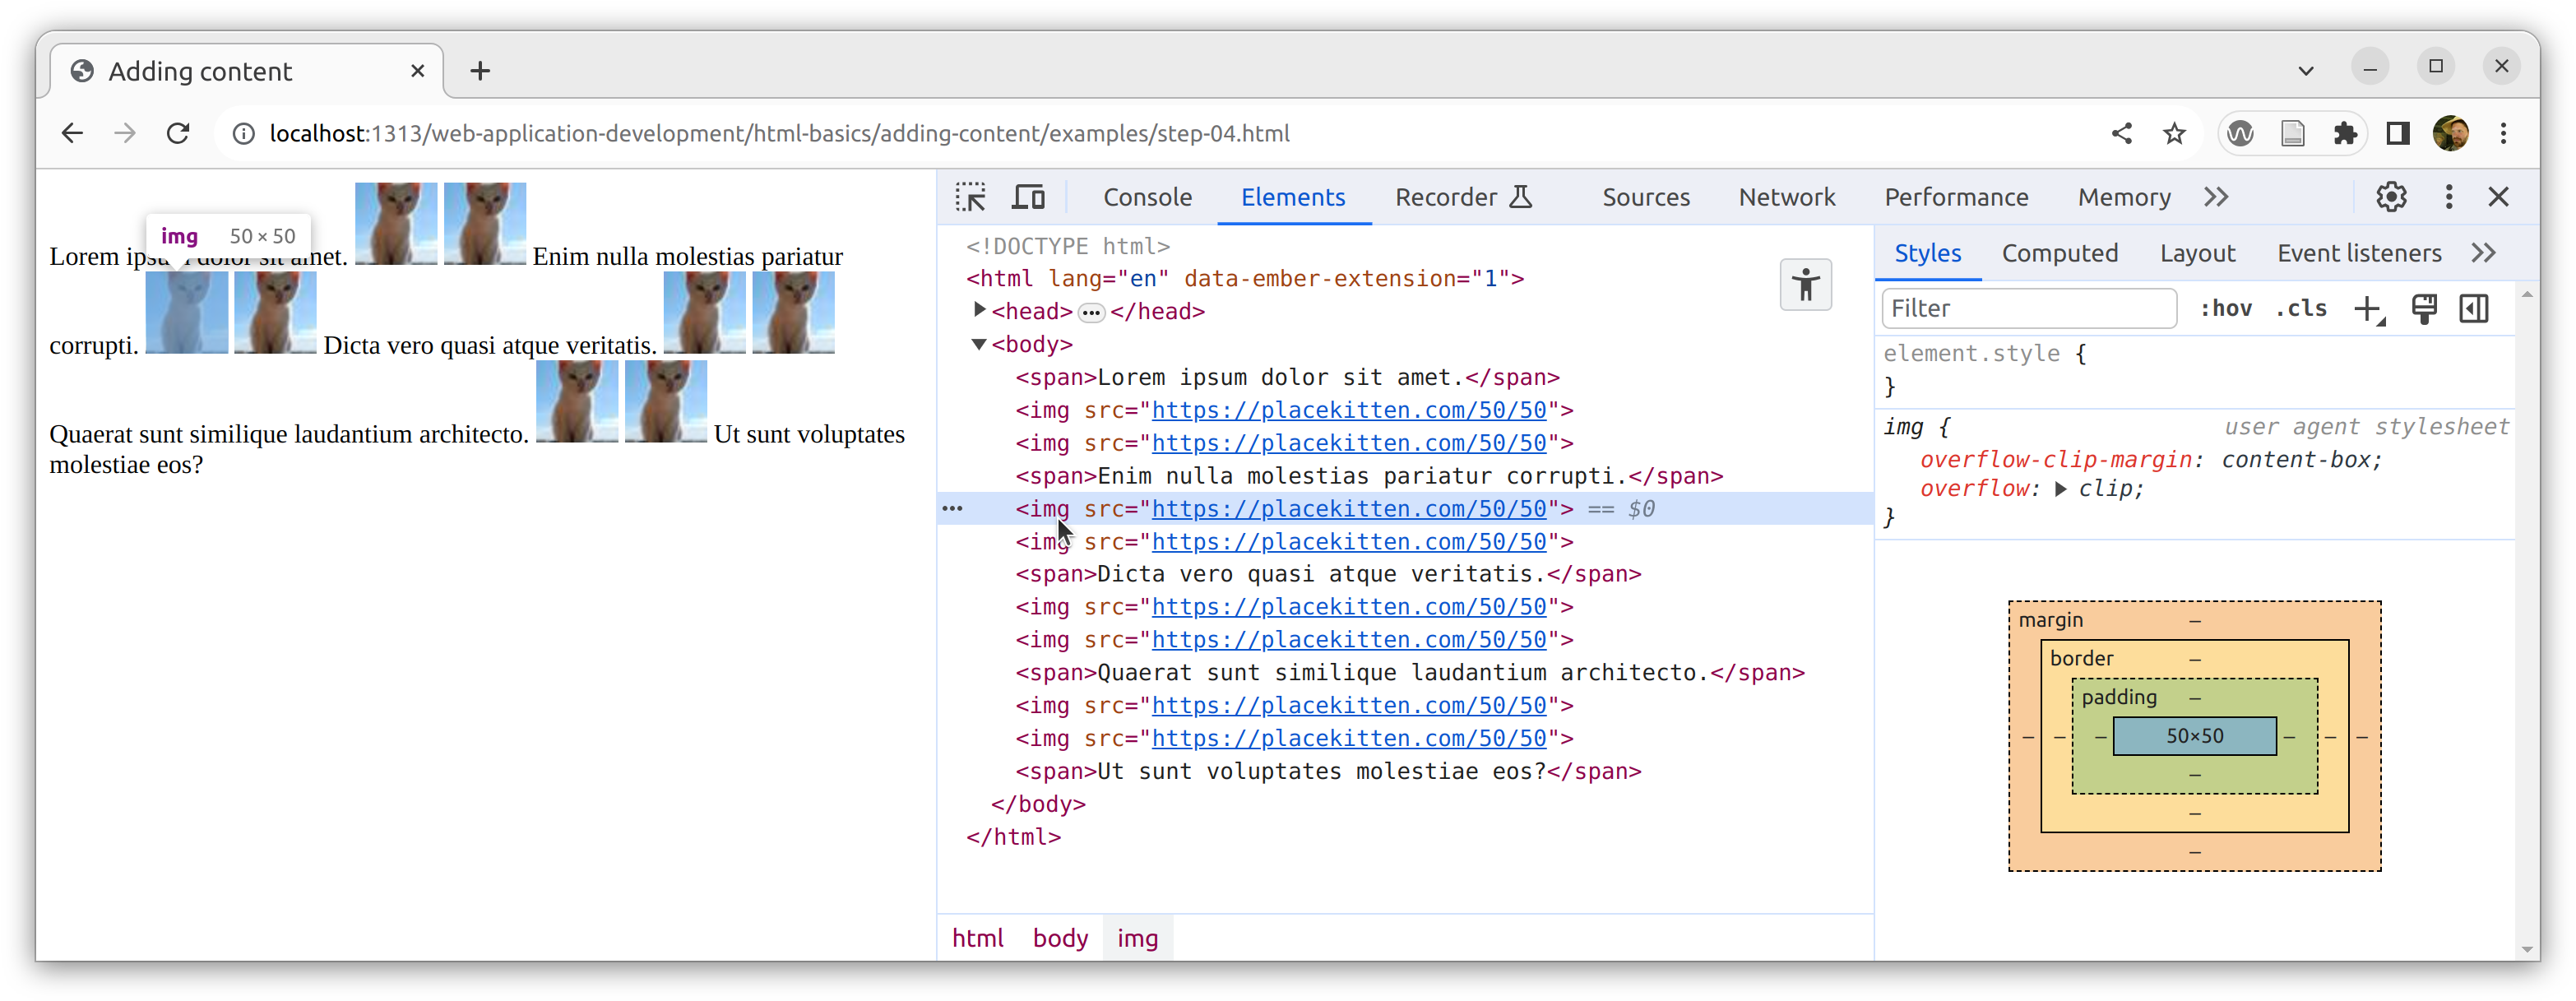 Adding content
localhost:1313/web-application-development/html-basics/adding-content/examples/step-04.html
img 50 × 50
Lorem ipsum dolor sit amet. Enim nulla molestias pariatur
corrupti. Dicta vero quasi atque veritatis.
Quaerat sunt similique laudantium architecto. Ut sunt voluptates
molestiae eos?
Console Elements Recorder Sources Network Performance Memory
<!DOCTYPE html>
<html lang="en" data-ember-extension="1">
<head> ••• </head>
<body>
<span>Lorem ipsum dolor sit amet.</span>
<img src="https://placekitten.com/50/50">
<img src="https://placekitten.com/50/50">
<span>Enim nulla molestias pariatur corrupti.</span>
••• <img src="https://placekitten.com/50/50"> == $0
<img src="https://placekitten.com/50/50">
<span>Dicta vero quasi atque veritatis.</span>
<img src="https://placekitten.com/50/50">
<img src="https://placekitten.com/50/50">
<span>Quaerat sunt similique laudantium architecto.</span>
<img src="https://placekitten.com/50/50">
<img src="https://placekitten.com/50/50">
<span>Ut sunt voluptates molestiae eos?</span>
</body>
</html>
html body img
Styles Computed Layout Event listeners
Filter :hov .cls
element.style {
}
img { user agent stylesheet
overflow-clip-margin: content-box;
overflow: clip;
}
margin –
border –
padding –
– – – 50×50 – – –
–
–
–